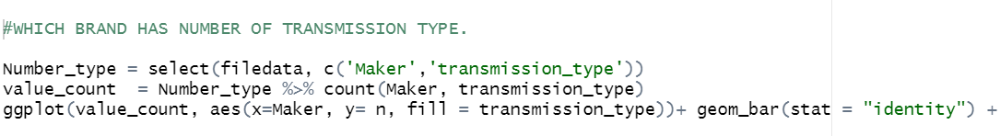 #WHICH BRAND HAS NUMBER OF TRANSMISSION TYPE.
Number_type = select(filedata, c('Maker','transmission_type'))
value_count  = Number_type %>% count(Maker, transmission_type)
ggplot(value_count, aes(x=Maker, y= n, fill = transmission_type))+ geom_bar(stat = "identity") +